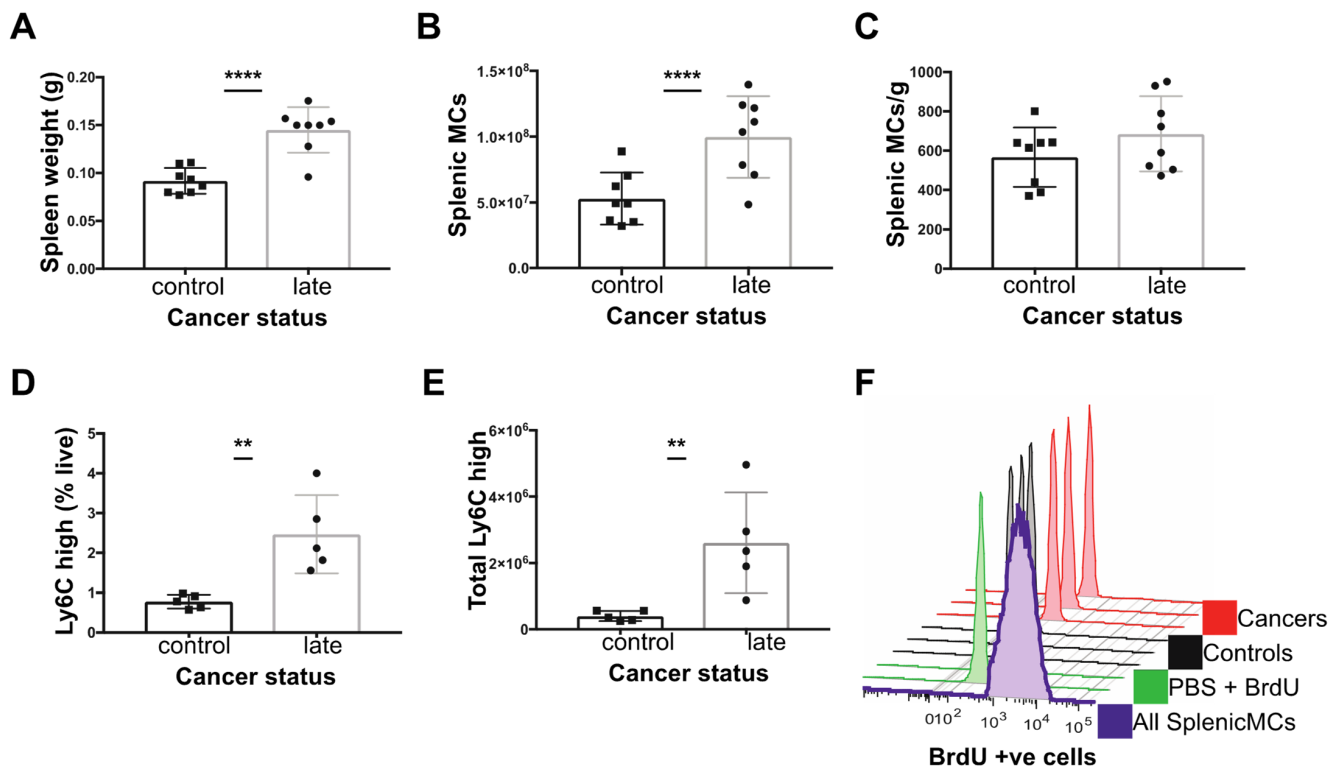 A
Spleen weight (g)
0.20
0.15
0.10
0.05
0.00
****
control late
Cancer status
B
Splenic MCs
1.5×10⁸
1.0×10⁸
5.0×10⁷
0.0
****
control late
Cancer status
C
Splenic MCs/g
1000
800
600
400
200
0
control late
Cancer status
D
Ly6C high (% live)
5
4
3
2
1
0
**
control late
Cancer status
E
Total Ly6C high
6×10⁶
4×10⁶
2×10⁶
0
**
control late
Cancer status
F
Cancers
Controls
PBS + BrdU
All SplenicMCs
010² 10³ 10⁴ 10⁵
BrdU +ve cells